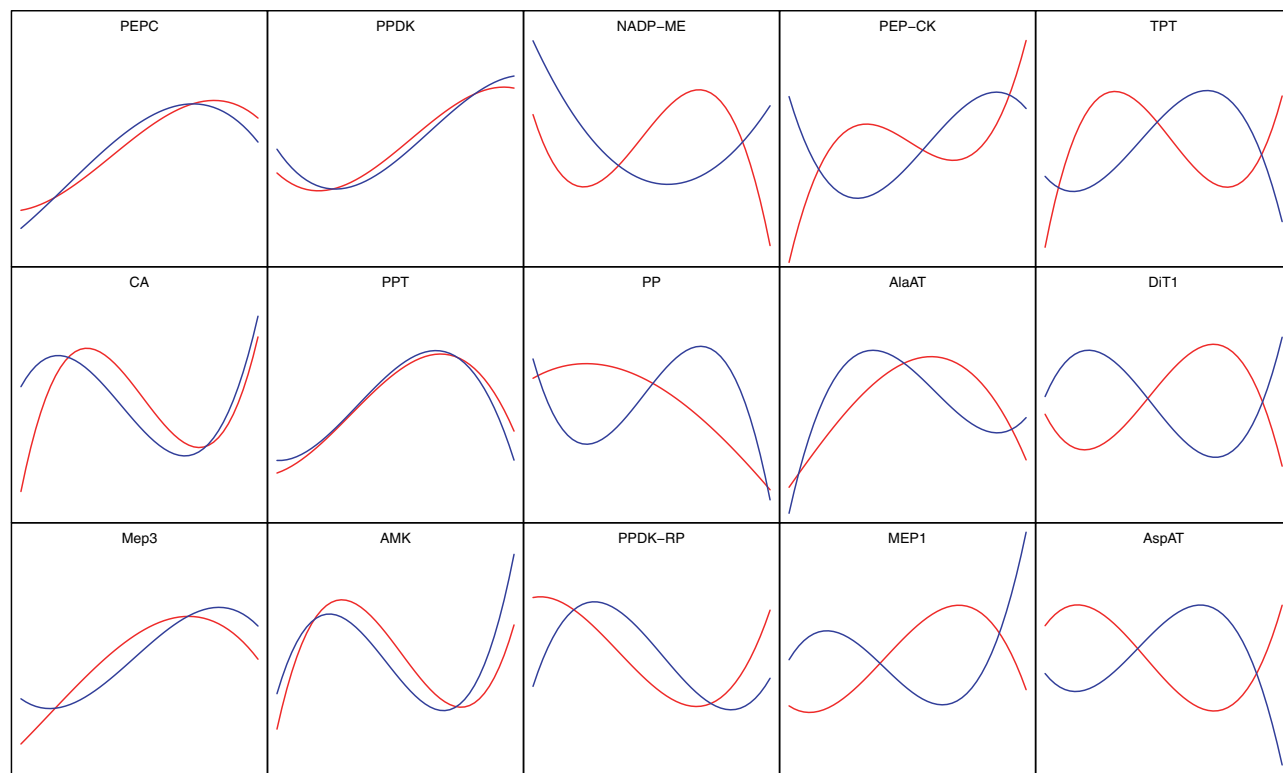 PEPC
PPDK
NADP−ME
PEP−CK
TPT
CA
PPT
PP
AlaAT
DiT1
Mep3
AMK
PPDK−RP
MEP1
AspAT